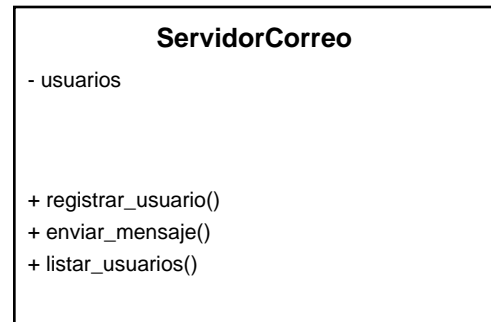 ServidorCorreo
- usuarios
+ registrar_usuario()
+ enviar_mensaje()
+ listar_usuarios()